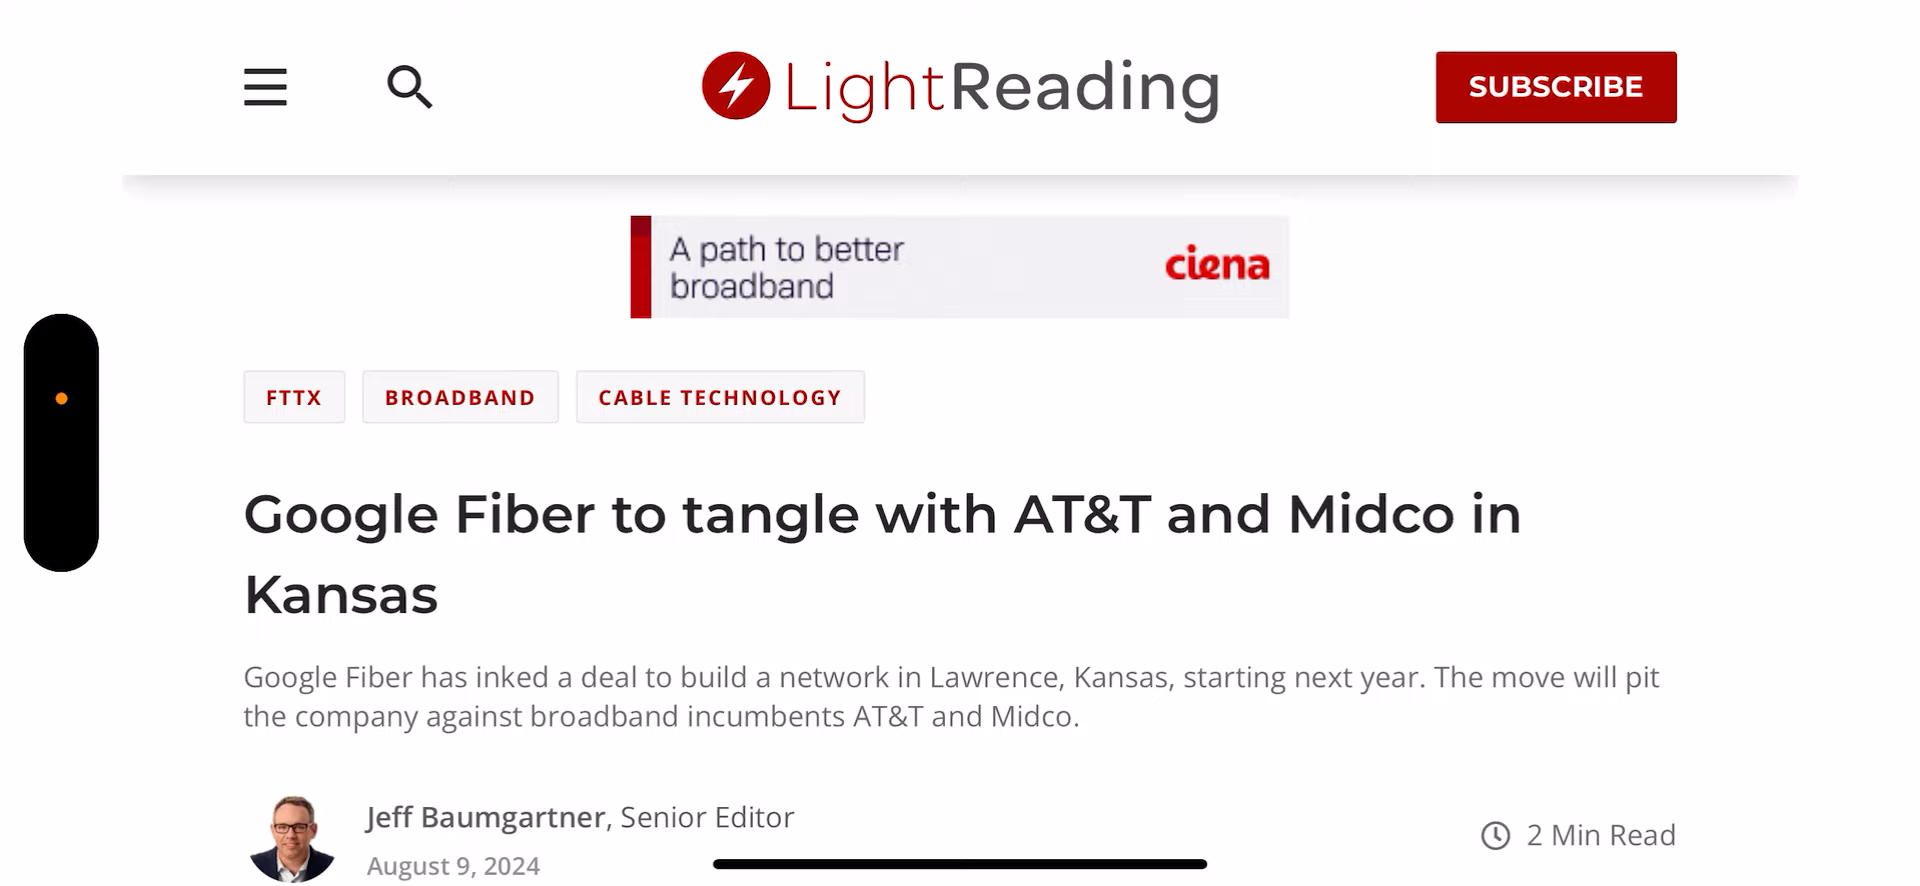 LightReading
SUBSCRIBE
A path to better
broadband
ciena
FTTX
BROADBAND
CABLE TECHNOLOGY
Google Fiber to tangle with AT&T and Midco in
Kansas
Google Fiber has inked a deal to build a network in Lawrence, Kansas, starting next year. The move will pit
the company against broadband incumbents AT&T and Midco.
Jeff Baumgartner, Senior Editor
August 9, 2024
2 Min Read